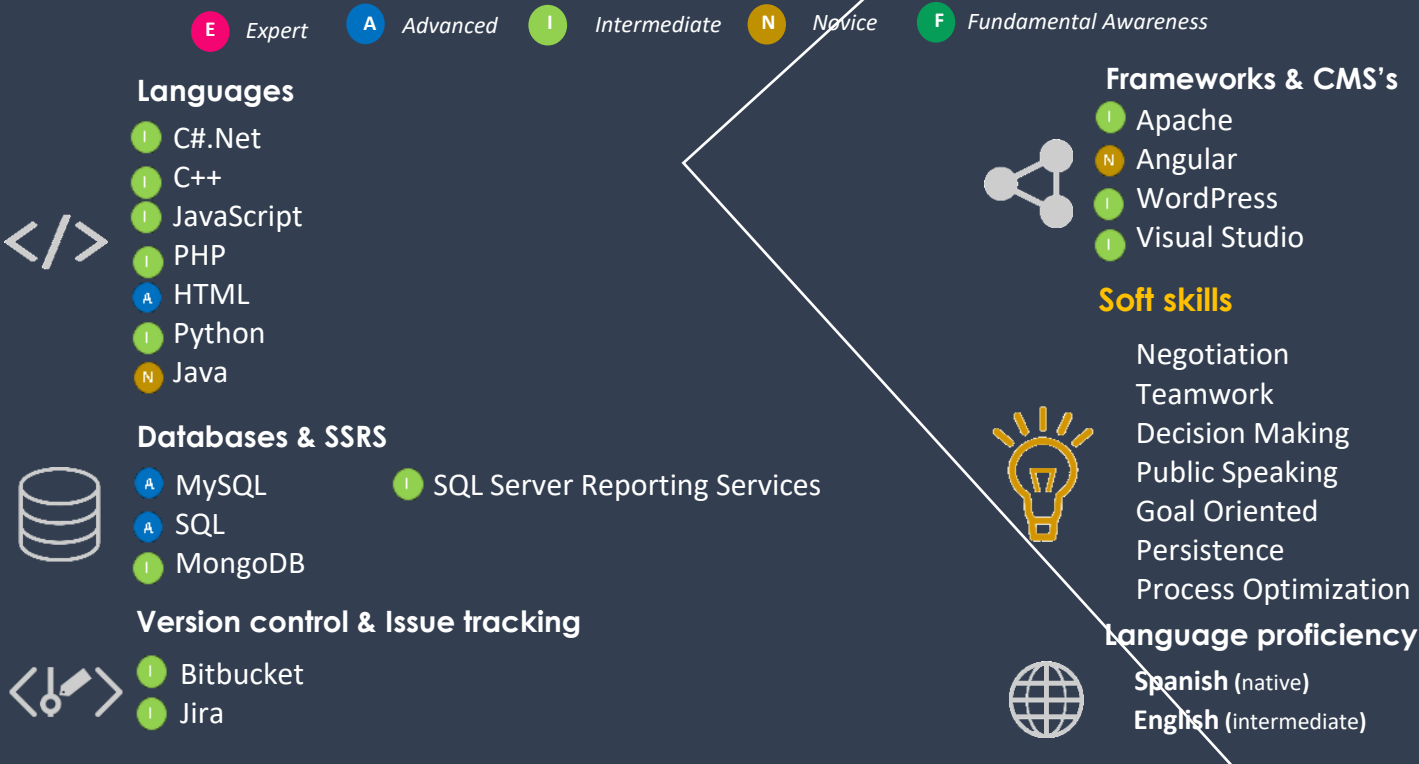 E Expert A Advanced I Intermediate N Novice F Fundamental Awareness
Languages
I C#.Net
I C++
I JavaScript
I PHP
A HTML
I Python
N Java
Databases & SSRS
A MySQL I SQL Server Reporting Services
A SQL
I MongoDB
Version control & Issue tracking
I Bitbucket
I Jira
Frameworks & CMS's
I Apache
N Angular
I WordPress
I Visual Studio
Soft skills
Negotiation
Teamwork
Decision Making
Public Speaking
Goal Oriented
Persistence
Process Optimization
Language proficiency
Spanish (native)
English (intermediate)